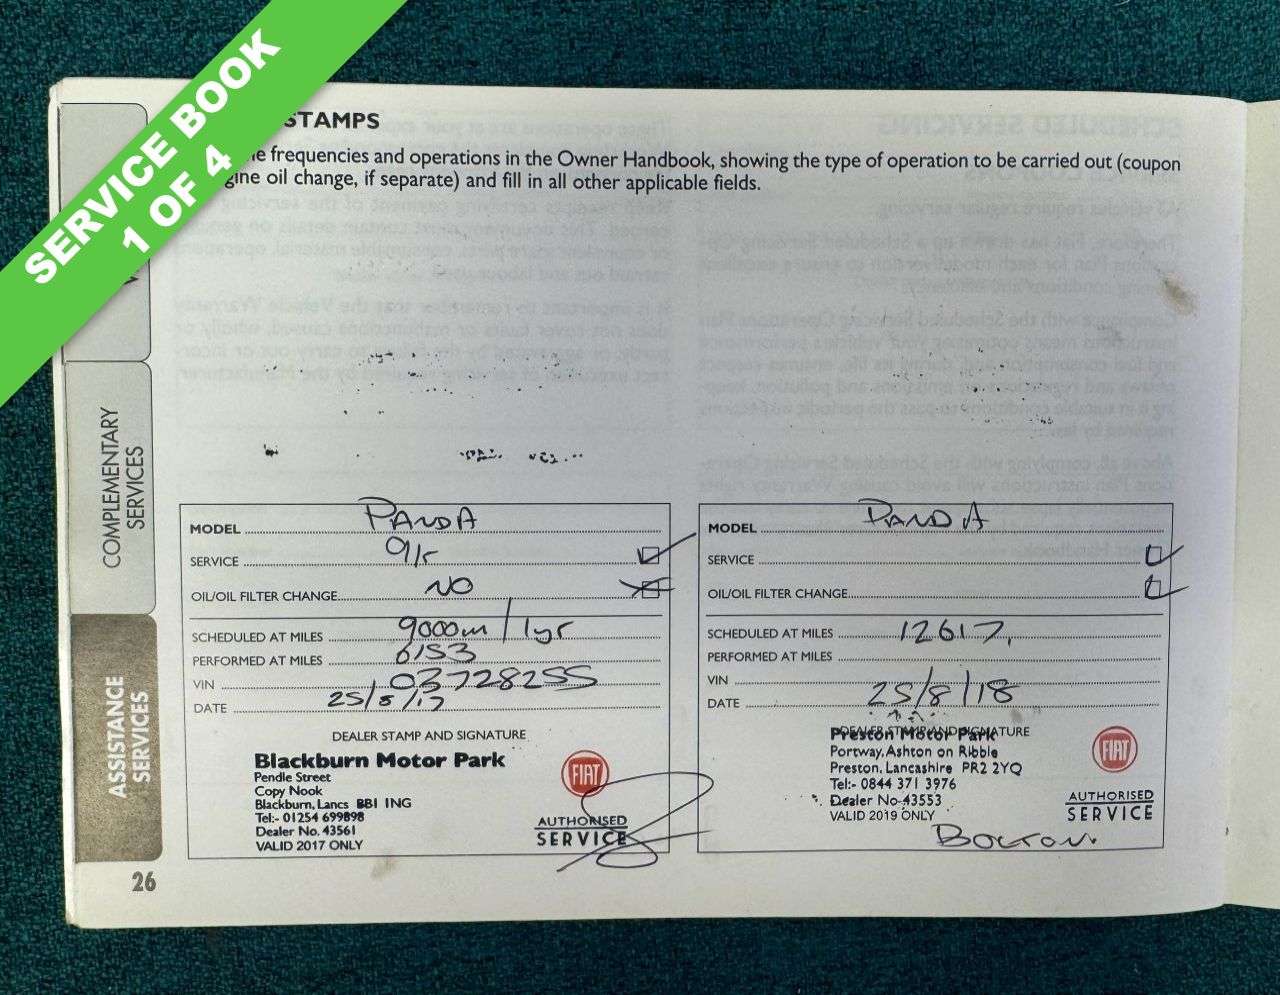 SERVICE BOOK
1 OF 4
STAMPS
he frequencies and operations in the Owner Handbook, showing the type of operation to be carried out (coupon
gine oil change, if separate) and fill in all other applicable fields.
COMPLEMENTARY
SERVICES
ASSISTANCE
SERVICES
MODEL PANDA
SERVICE
OIL/OIL FILTER CHANGE NO
SCHEDULED AT MILES 9000m / 1yr
PERFORMED AT MILES 6153
VIN 03728255
DATE 25/8/17
DEALER STAMP AND SIGNATURE
Blackburn Motor Park
Pendle Street
Copy Nook
Blackburn, Lancs BB1 1NG
Tel:- 01254 699898
Dealer No. 43561
VALID 2017 ONLY
FIAT
AUTHORISED
SERVICE
MODEL PANDA
SERVICE
OIL/OIL FILTER CHANGE
SCHEDULED AT MILES 12617.
PERFORMED AT MILES
VIN
DATE 25/8/18
DEALER STAMP AND SIGNATURE
Preston Motor Park
Portway, Ashton on Ribble
Preston, Lancashire PR2 2YQ
Tel:- 0844 371 3976
Dealer No-43553
VALID 2019 ONLY
FIAT
AUTHORISED
SERVICE
BOLTON.
26